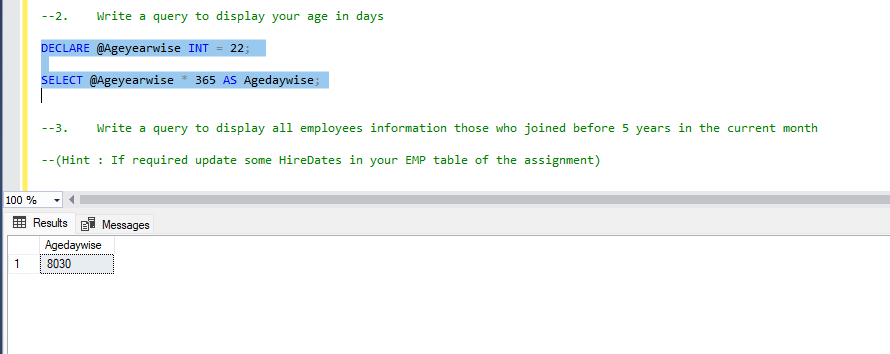 --2. Write a query to display your age in days
DECLARE @Ageyearwise INT = 22;
SELECT @Ageyearwise * 365 AS Agedaywise;
--3. Write a query to display all employees information those who joined before 5 years in the current month
--(Hint : If required update some HireDates in your EMP table of the assignment)
100 %
Results Messages
Agedaywise
1 8030